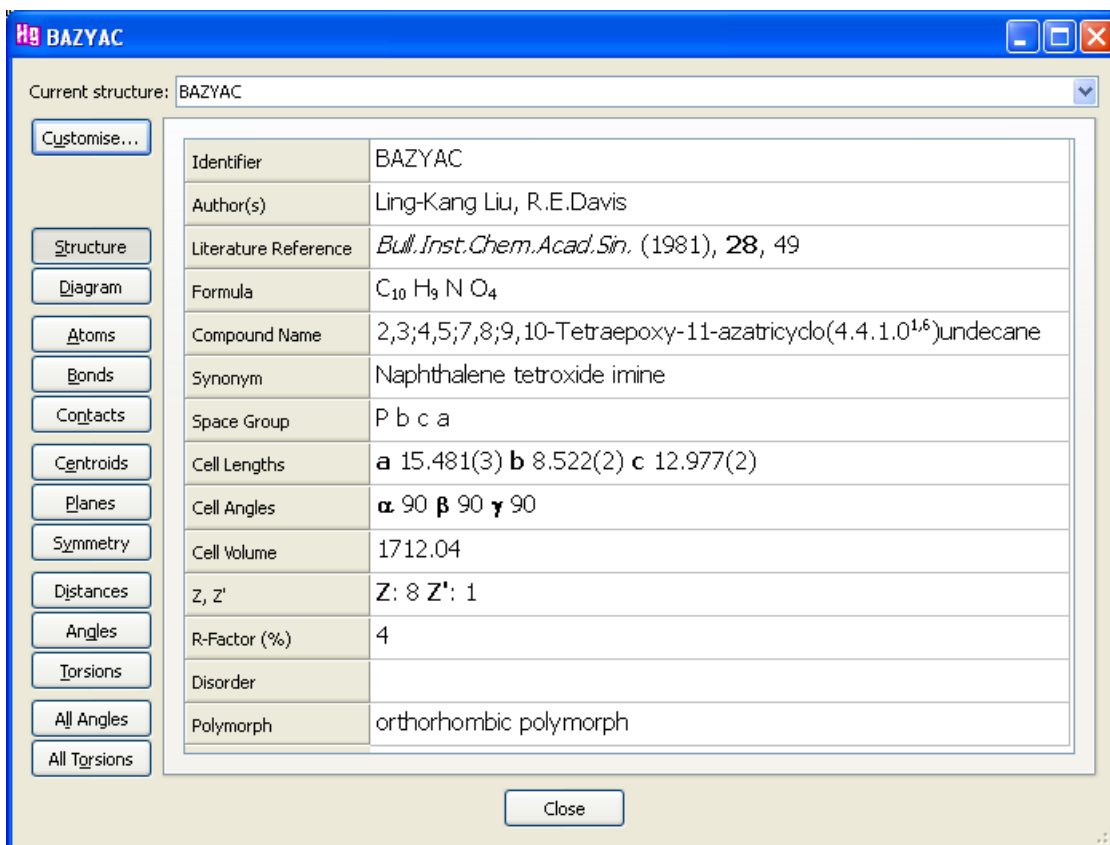 Hg BAZYAC
Current structure: BAZYAC
Customise...
Structure
Diagram
Atoms
Bonds
Contacts
Centroids
Planes
Symmetry
Distances
Angles
Torsions
All Angles
All Torsions
Identifier BAZYAC
Author(s) Ling-Kang Liu, R.E.Davis
Literature Reference Bull.Inst.Chem.Acad.Sin. (1981), 28, 49
Formula C₁₀ H₉ N O₄
Compound Name 2,3;4,5;7,8;9,10-Tetraepoxy-11-azatricyclo(4.4.1.0¹,⁶)undecane
Synonym Naphthalene tetroxide imine
Space Group P b c a
Cell Lengths a 15.481(3) b 8.522(2) c 12.977(2)
Cell Angles α 90 β 90 γ 90
Cell Volume 1712.04
Z, Z' Z: 8 Z': 1
R-Factor (%) 4
Disorder
Polymorph orthorhombic polymorph
Close